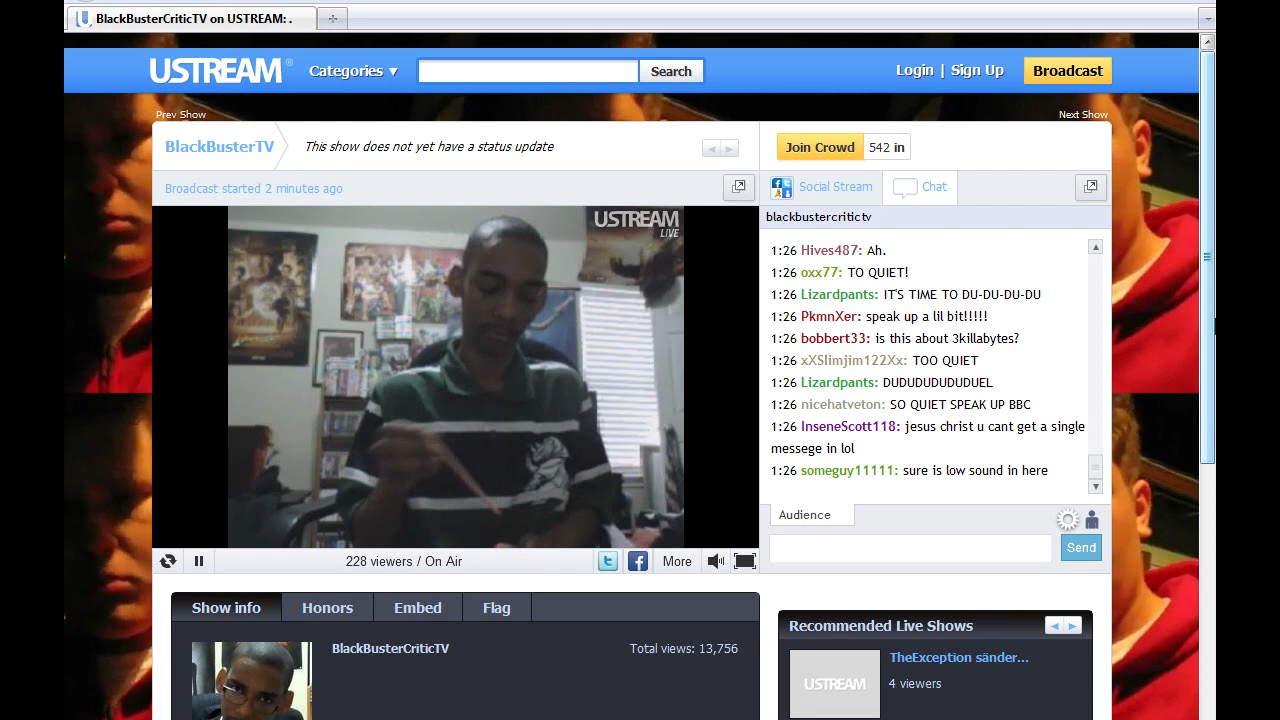 BlackBusterCriticTV on USTREAM: .
USTREAM®
Categories ▼
Search
Login | Sign Up
Broadcast
Prev Show
Next Show
BlackBusterTV
This show does not yet have a status update
Join Crowd
542 in
Broadcast started 2 minutes ago
Social Stream
Chat
USTREAM
LIVE
blackbustercritictv
1:26 Hives487: Ah.
1:26 oxx77: TO QUIET!
1:26 Lizardpants: IT'S TIME TO DU-DU-DU-DU
1:26 PkmnXer: speak up a lil bit!!!!!
1:26 bobbert33: is this about 3killabytes?
1:26 xXSlimjim122Xx: TOO QUIET
1:26 Lizardpants: DUDUDUDUDUDUEL
1:26 nicehatveton: SO QUIET SPEAK UP BBC
1:26 InseneScott118: jesus christ u cant get a single
messege in lol
1:26 someguy11111: sure is low sound in here
Audience
Send
228 viewers / On Air
More
Show info
Honors
Embed
Flag
BlackBusterCriticTV
Total views: 13,756
Recommended Live Shows
USTREAM
TheException sänder...
4 viewers